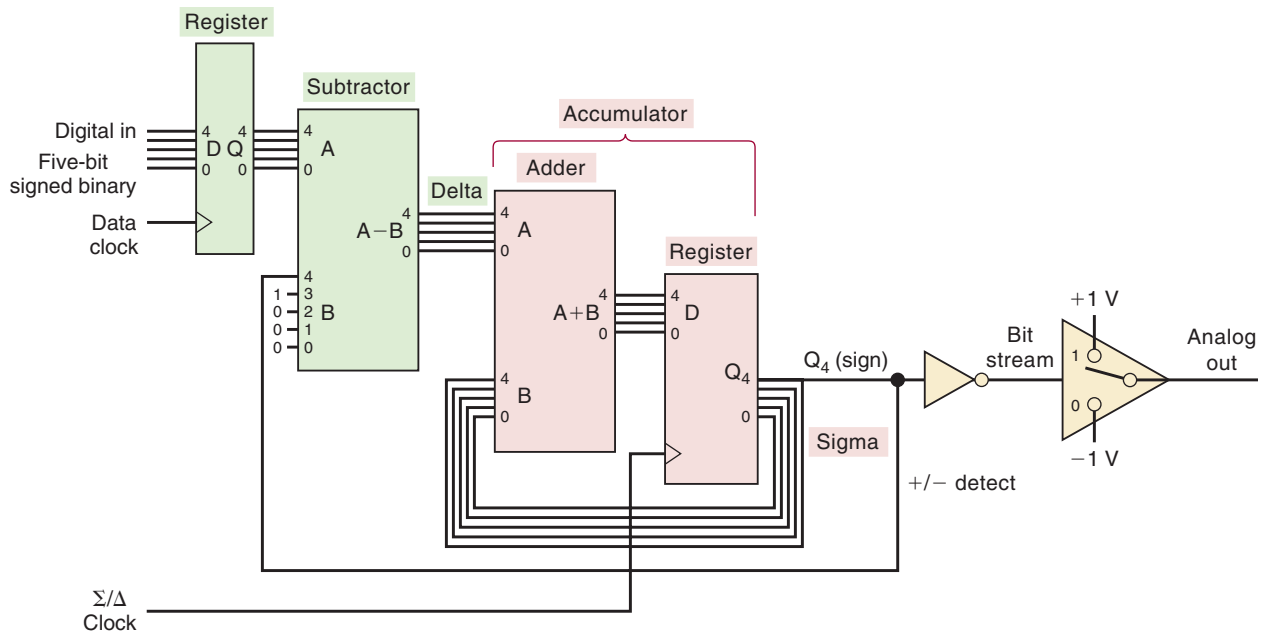 Register
Subtractor
Accumulator
Adder
Delta
Register
Digital in
Five-bit
signed binary
Data
clock
4
0
D
Q
4
0
4
0
A
4
1
3
0
2
B
0
1
0
0
A−B
4
0
4
0
A
4
B
0
A+B
4
0
4
D
0
Q4
0
Q4 (sign)
Sigma
+/− detect
Bit
stream
+1 V
1
0
−1 V
Analog
out
Σ/Δ
Clock